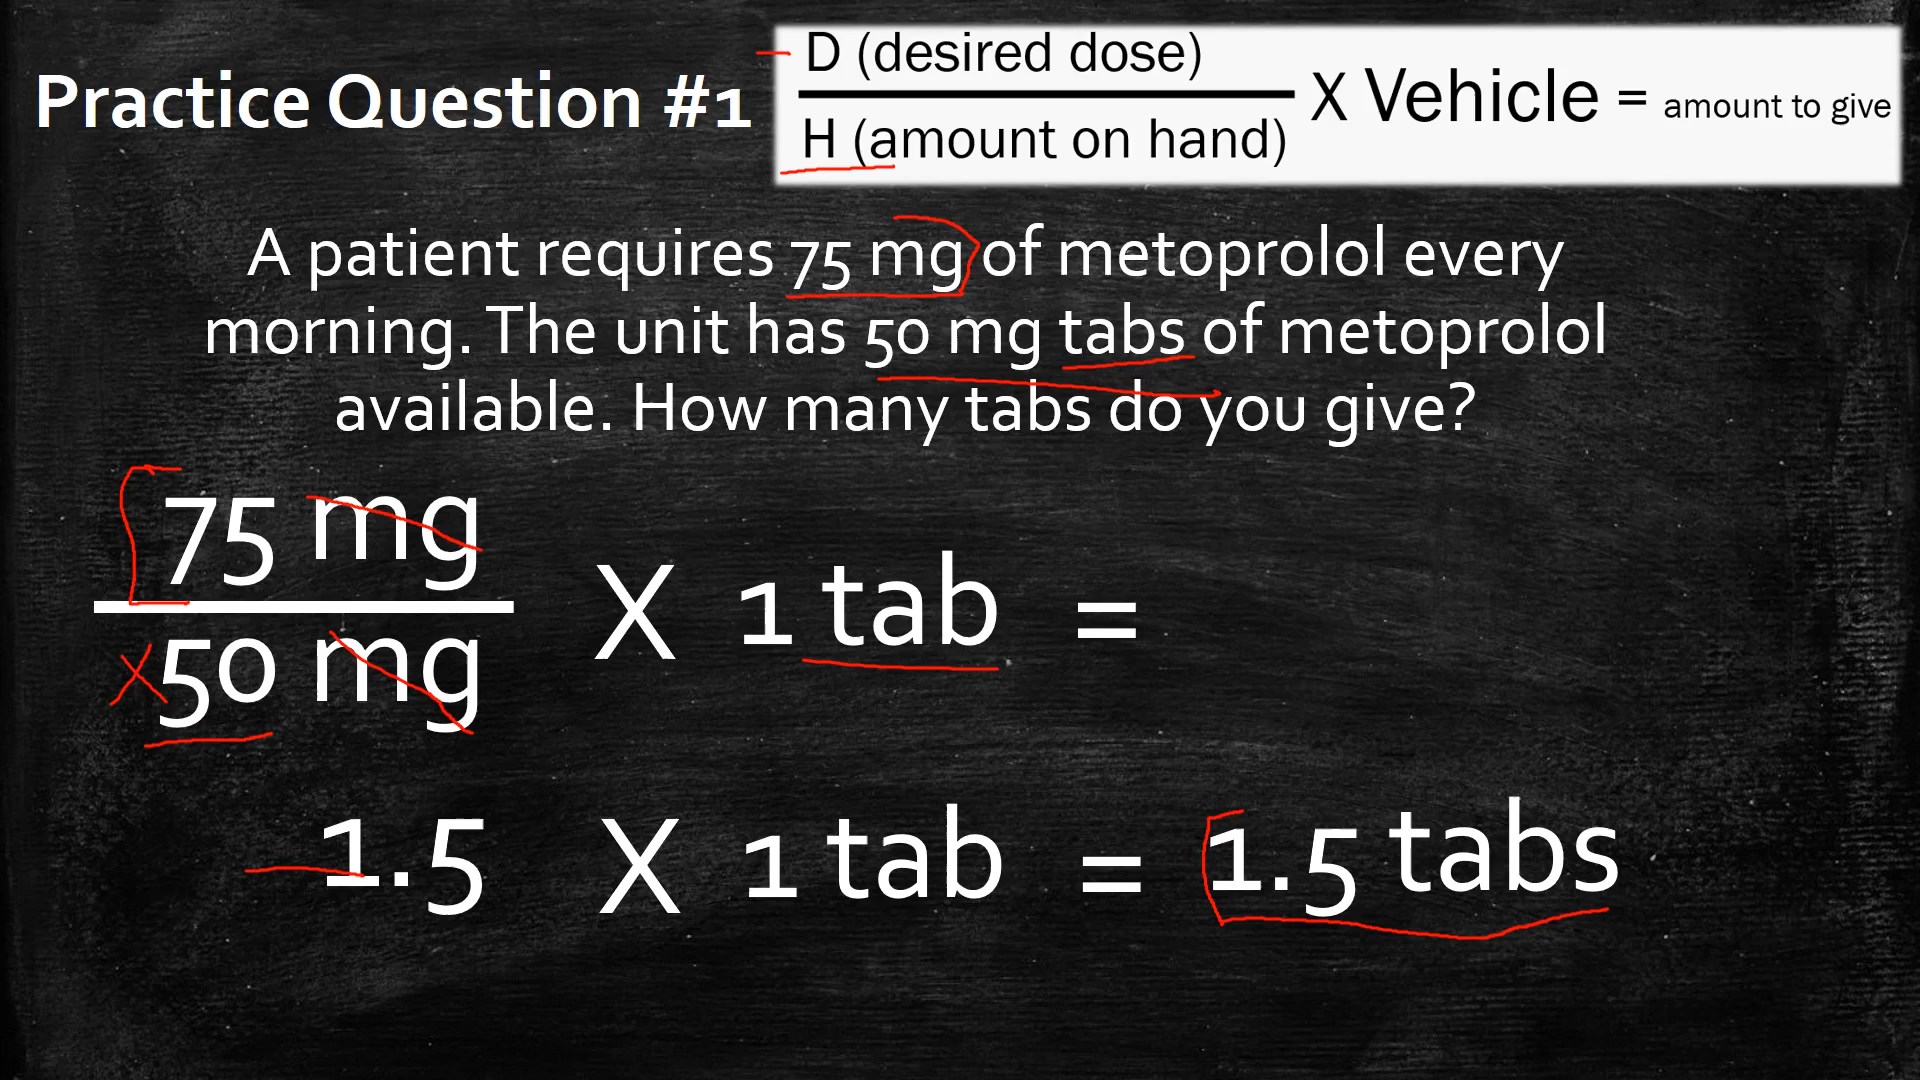 Practice Question #1
D (desired dose)
H (amount on hand)
X Vehicle = amount to give
A patient requires 75 mg of metoprolol every
morning. The unit has 50 mg tabs of metoprolol
available. How many tabs do you give?
75 mg
50 mg
X 1 tab =
1.5 X 1 tab = 1.5 tabs